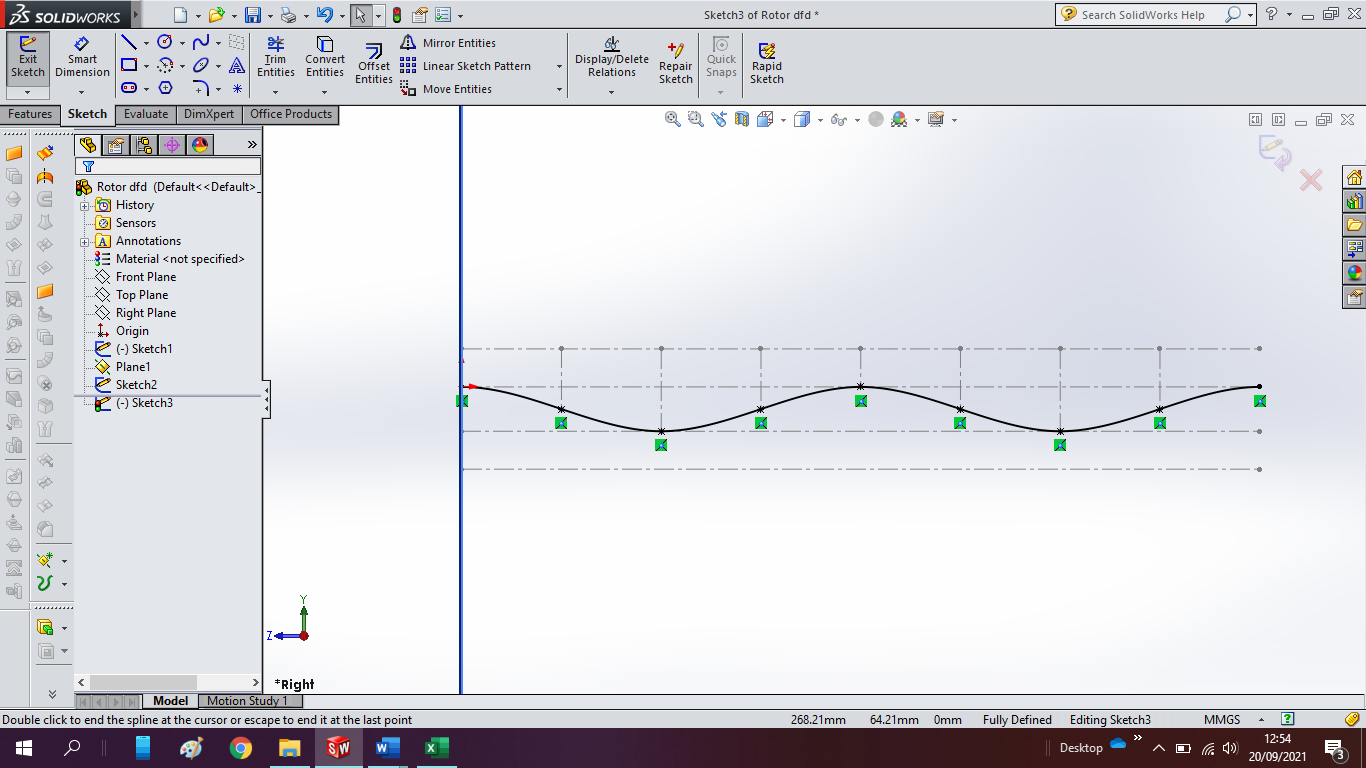 SOLIDWORKS
Sketch3 of Rotor dfd *
Search SolidWorks Help
Exit Sketch
Smart Dimension
Trim Entities
Convert Entities
Offset Entities
Mirror Entities
Linear Sketch Pattern
Move Entities
Display/Delete Relations
Repair Sketch
Quick Snaps
Rapid Sketch
Features
Sketch
Evaluate
DimXpert
Office Products
Rotor dfd (Default<<Default>_
History
Sensors
Annotations
Material <not specified>
Front Plane
Top Plane
Right Plane
Origin
(-) Sketch1
Plane1
Sketch2
(-) Sketch3
Y
Z
*Right
Model
Motion Study 1
Double click to end the spline at the cursor or escape to end it at the last point
268.21mm
64.21mm
0mm
Fully Defined
Editing Sketch3
MMGS
Desktop
12:54
20/09/2021
3